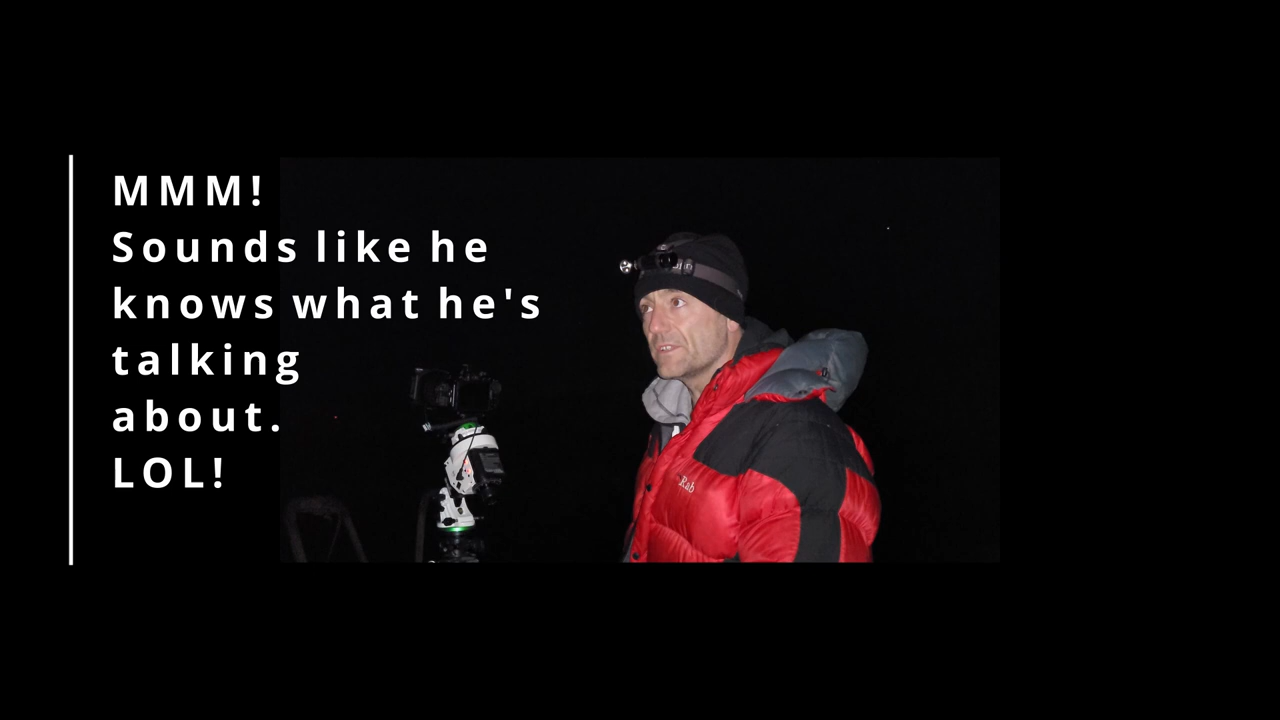 MMM!
Sounds like he
knows what he's
talking
about.
LOL!
Rab